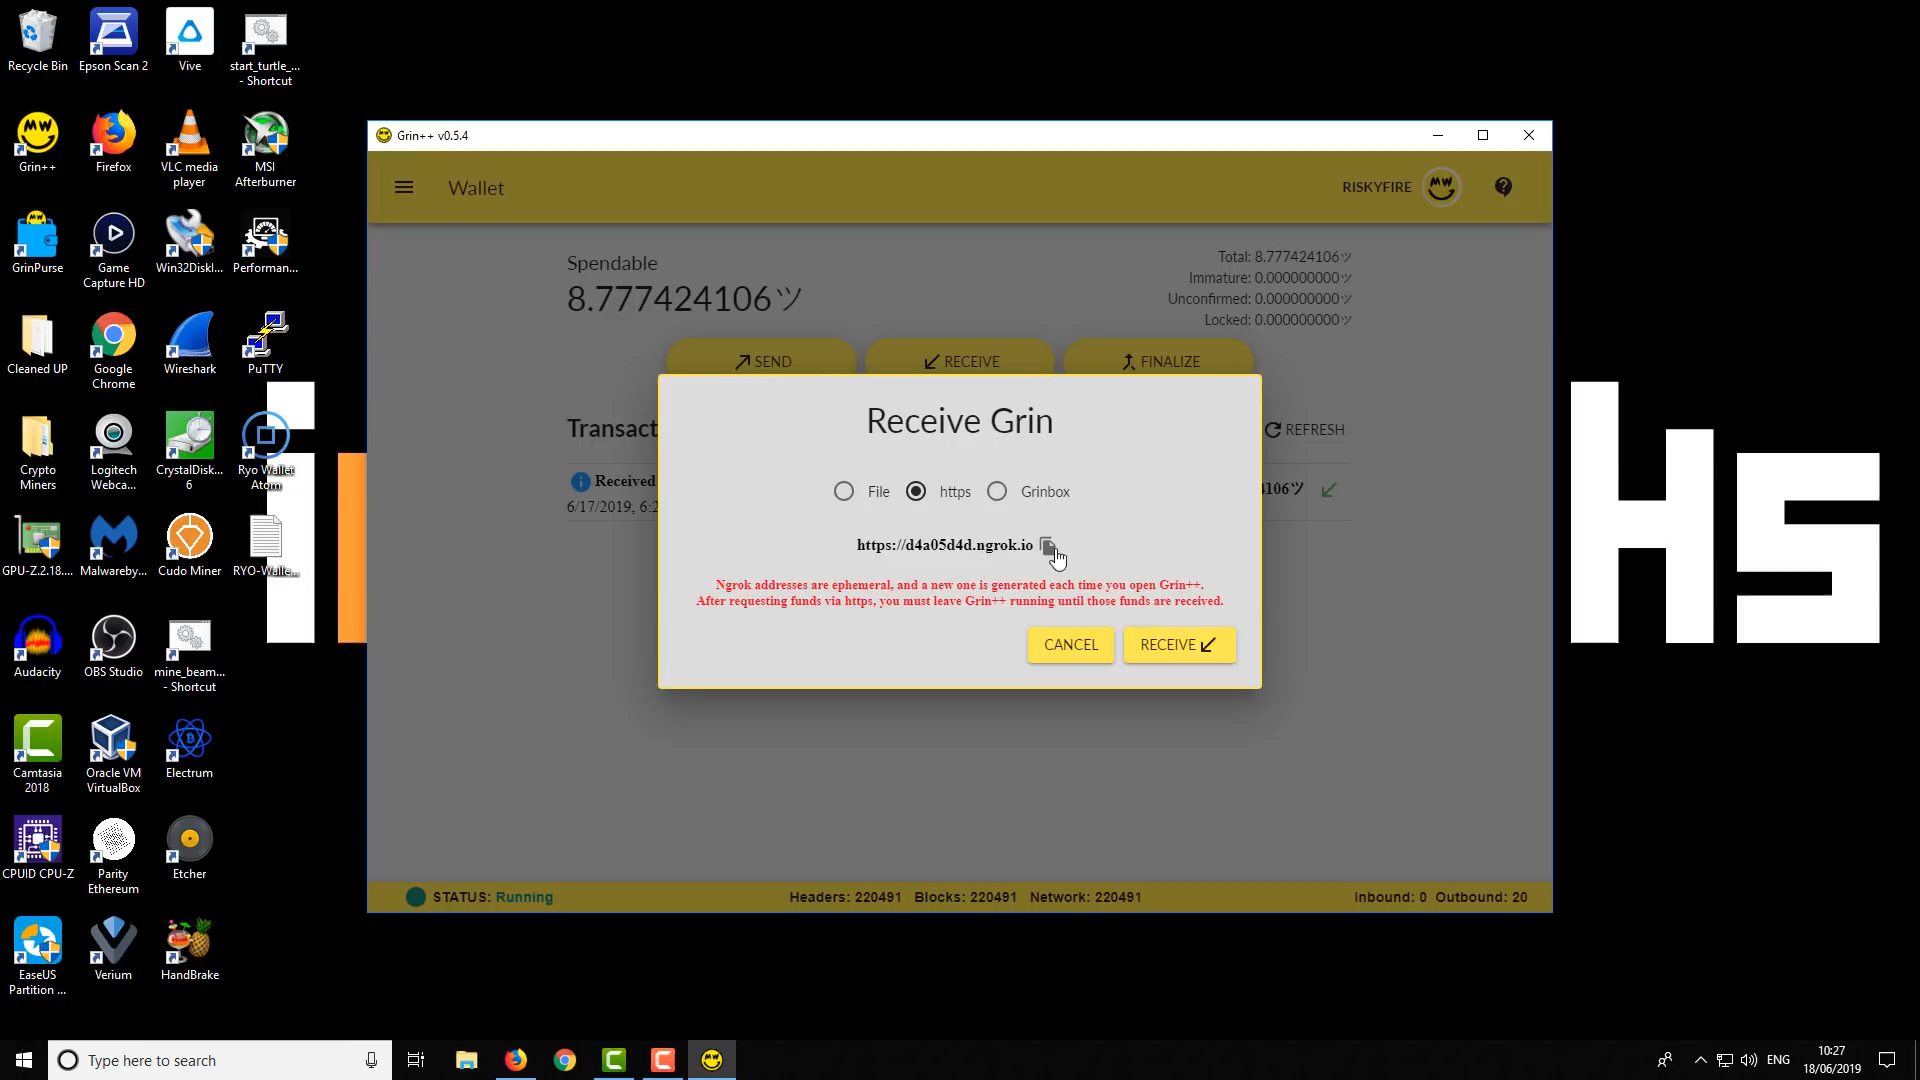 Recycle Bin
Epson Scan 2
Vive
start_turtle_...
- Shortcut
Grin++
Firefox
VLC media
player
MSI
Afterburner
GrinPurse
Game
Capture HD
Win32DiskI...
Performan...
Cleaned UP
Google
Chrome
Wireshark
PuTTY
Crypto
Miners
Logitech
Webca...
CrystalDisk...
6
Ryo Wallet
Atom
GPU-Z.2.18....
Malwareby...
Cudo Miner
RYO-Walle...
Audacity
OBS Studio
mine_beam...
- Shortcut
Camtasia
2018
Oracle VM
VirtualBox
Electrum
CPUID CPU-Z
Parity
Ethereum
Etcher
EaseUS
Partition ...
Verium
HandBrake
Grin++ v0.5.4
Wallet
RISKYFIRE
MW
Spendable
8.777424106ツ
Total: 8.777424106ツ
Immature: 0.000000000ツ
Unconfirmed: 0.000000000ツ
Locked: 0.000000000ツ
SEND
RECEIVE
FINALIZE
Transact
REFRESH
Received
6/17/2019, 6:2
4106ツ
Receive Grin
File
https
Grinbox
https://d4a05d4d.ngrok.io
Ngrok addresses are ephemeral, and a new one is generated each time you open Grin++.
After requesting funds via https, you must leave Grin++ running until those funds are received.
CANCEL
RECEIVE
STATUS: Running
Headers: 220491 Blocks: 220491 Network: 220491
Inbound: 0 Outbound: 20
HS
Type here to search
ENG
10:27
18/06/2019